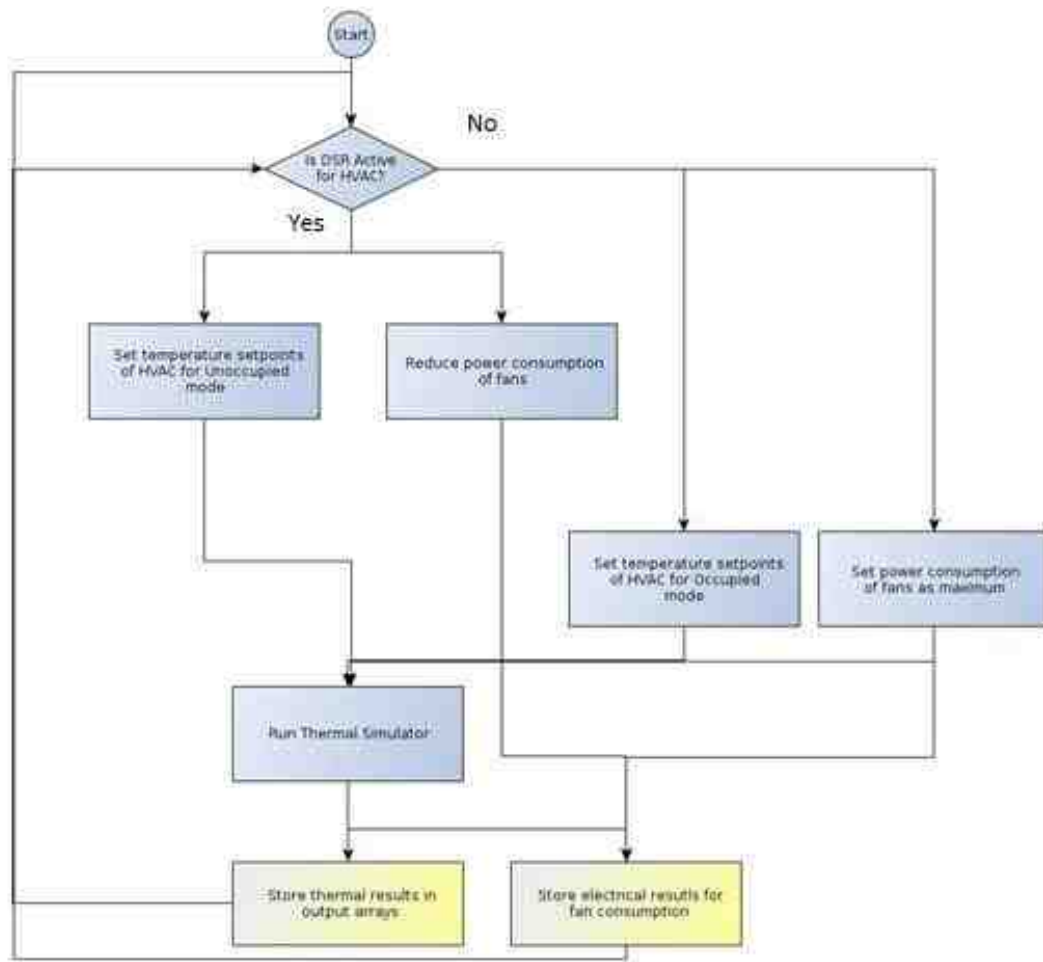 Start
No
Is DSR Active
for HVAC?
Yes
Set temperature setpoints
of HVAC for Unoccupied
mode
Reduce power consumption
of fans
Set temperature setpoints
of HVAC for Occupied
mode
Set power consumption
of fans as maximum
Run Thermal Simulator
Store thermal results in
output arrays
Store electrical resutls for
fan consumption